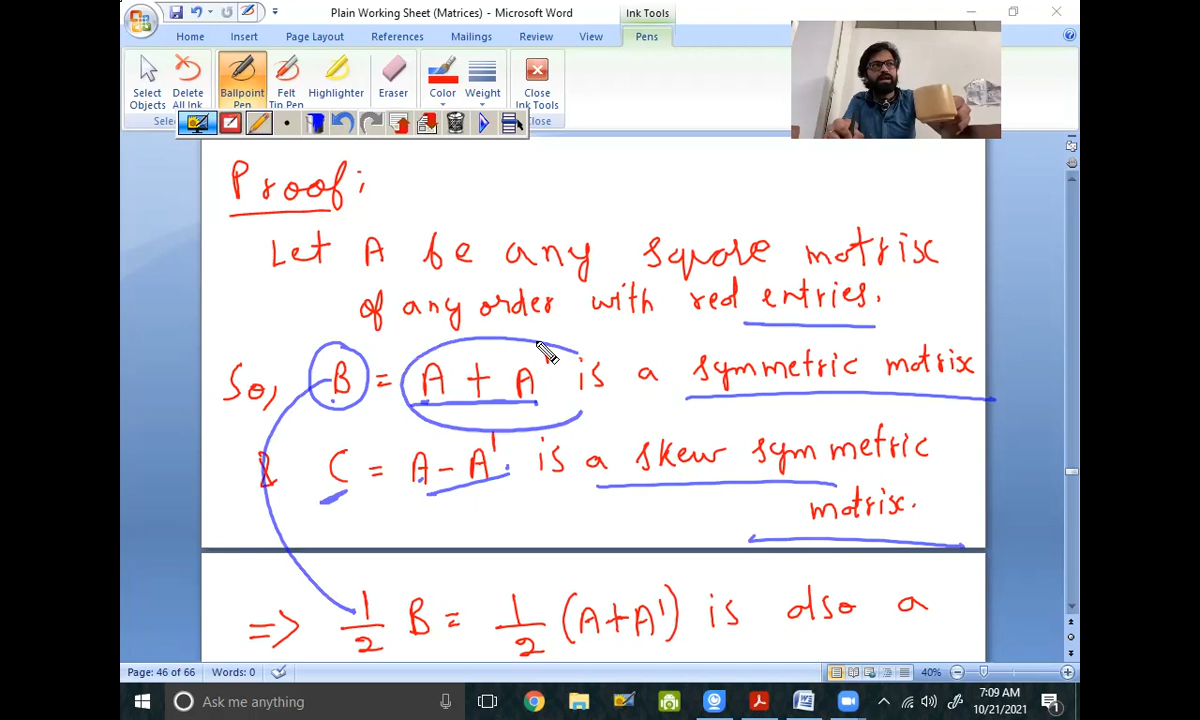 Plain Working Sheet (Matrices) - Microsoft Word
Ink Tools
Home Insert Page Layout References Mailings Review View Pens
Select Objects
Delete All Ink
Ballpoint Pen
Felt Tip Pen
Highlighter
Eraser
Color
Weight
Close Ink Tools
Selec
Close
Proof:
Let A be any square matrix
of any order with real entries.
So, B = A + A' is a symmetric matrix
& C = A - A' is a skew symmetric
matrix.
=> 1/2 B = 1/2 (A+A') is also a
Page: 46 of 66 Words: 0 40%
Ask me anything
7:09 AM
10/21/2021
1